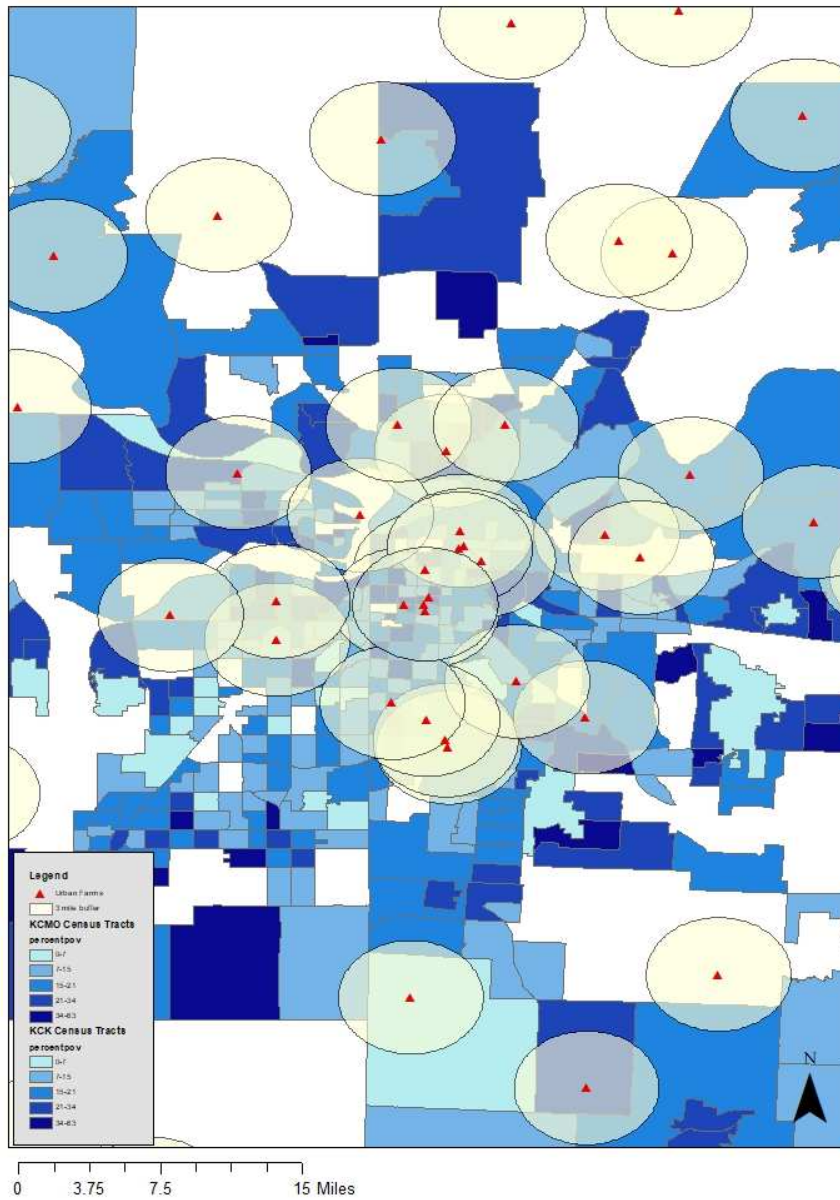 Legend
Urban Farms
3 mile buffer
KCMO Census Tracts
percentpov
0-7
7-15
15-21
21-34
34-63
KCK Census Tracts
percentpov
0-7
7-15
15-21
21-34
34-63
N
0 3.75 7.5 15 Miles